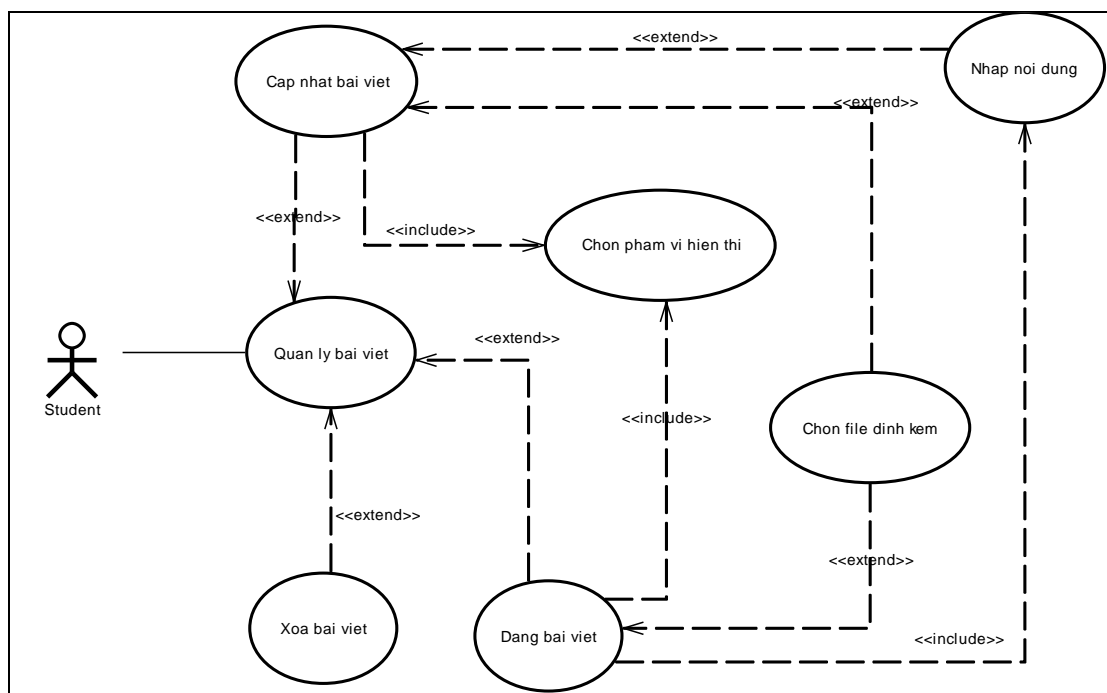 <<extend>>
Cap nhat bai viet
Nhap noi dung
<<extend>>
<<extend>>
<<include>>
Chon pham vi hien thi
<<extend>>
Quan ly bai viet
Student
<<include>>
Chon file dinh kem
<<extend>>
<<extend>>
Xoa bai viet
Dang bai viet
<<include>>